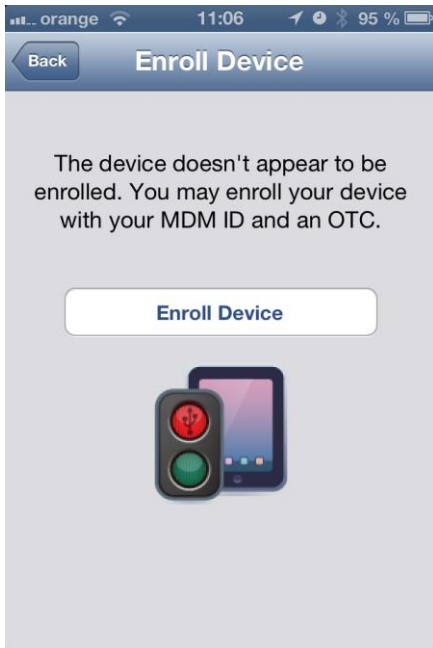 orange 11:06 95 %
Back Enroll Device
The device doesn't appear to be
enrolled. You may enroll your device
with your MDM ID and an OTC.
Enroll Device